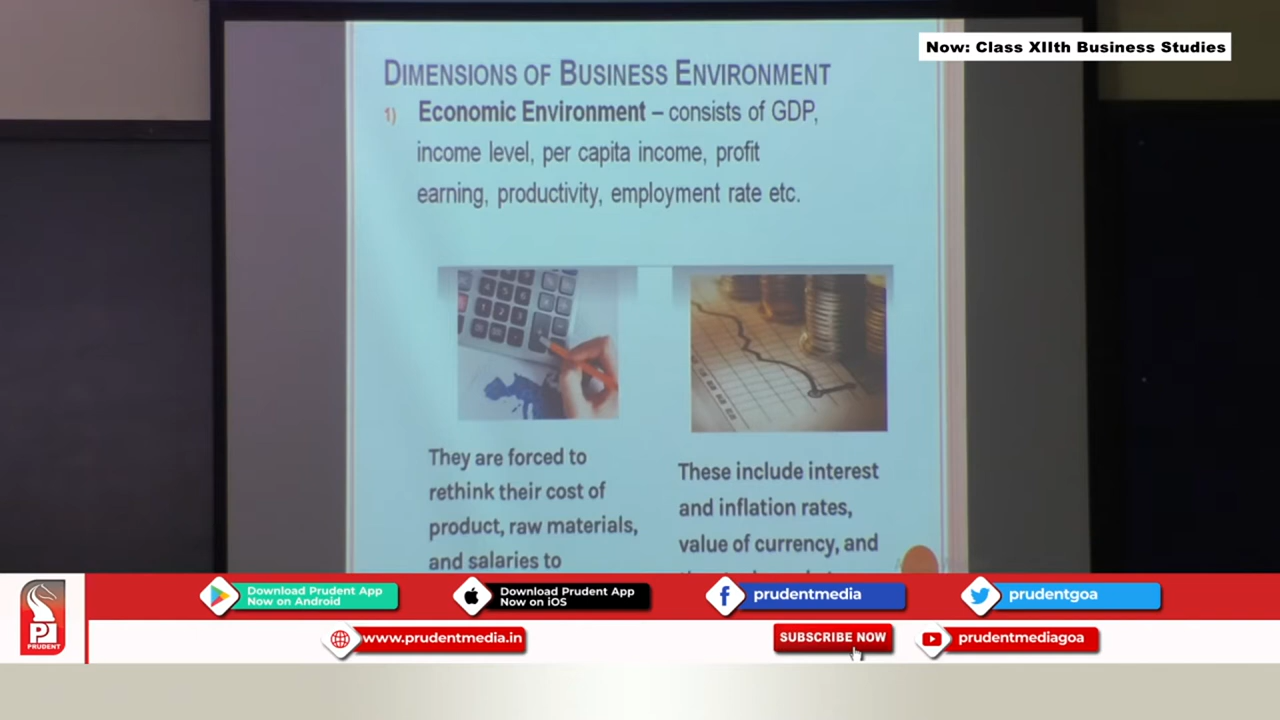 Now: Class XIIth Business Studies
DIMENSIONS OF BUSINESS ENVIRONMENT
1) Economic Environment – consists of GDP,
income level, per capita income, profit
earning, productivity, employment rate etc.
They are forced to
rethink their cost of
product, raw materials,
and salaries to
These include interest
and inflation rates,
value of currency, and
Download Prudent App
Now on Android
Download Prudent App
Now on iOS
prudentmedia
prudentgoa
PRUDENT
www.prudentmedia.in
SUBSCRIBE NOW
prudentmediagoa